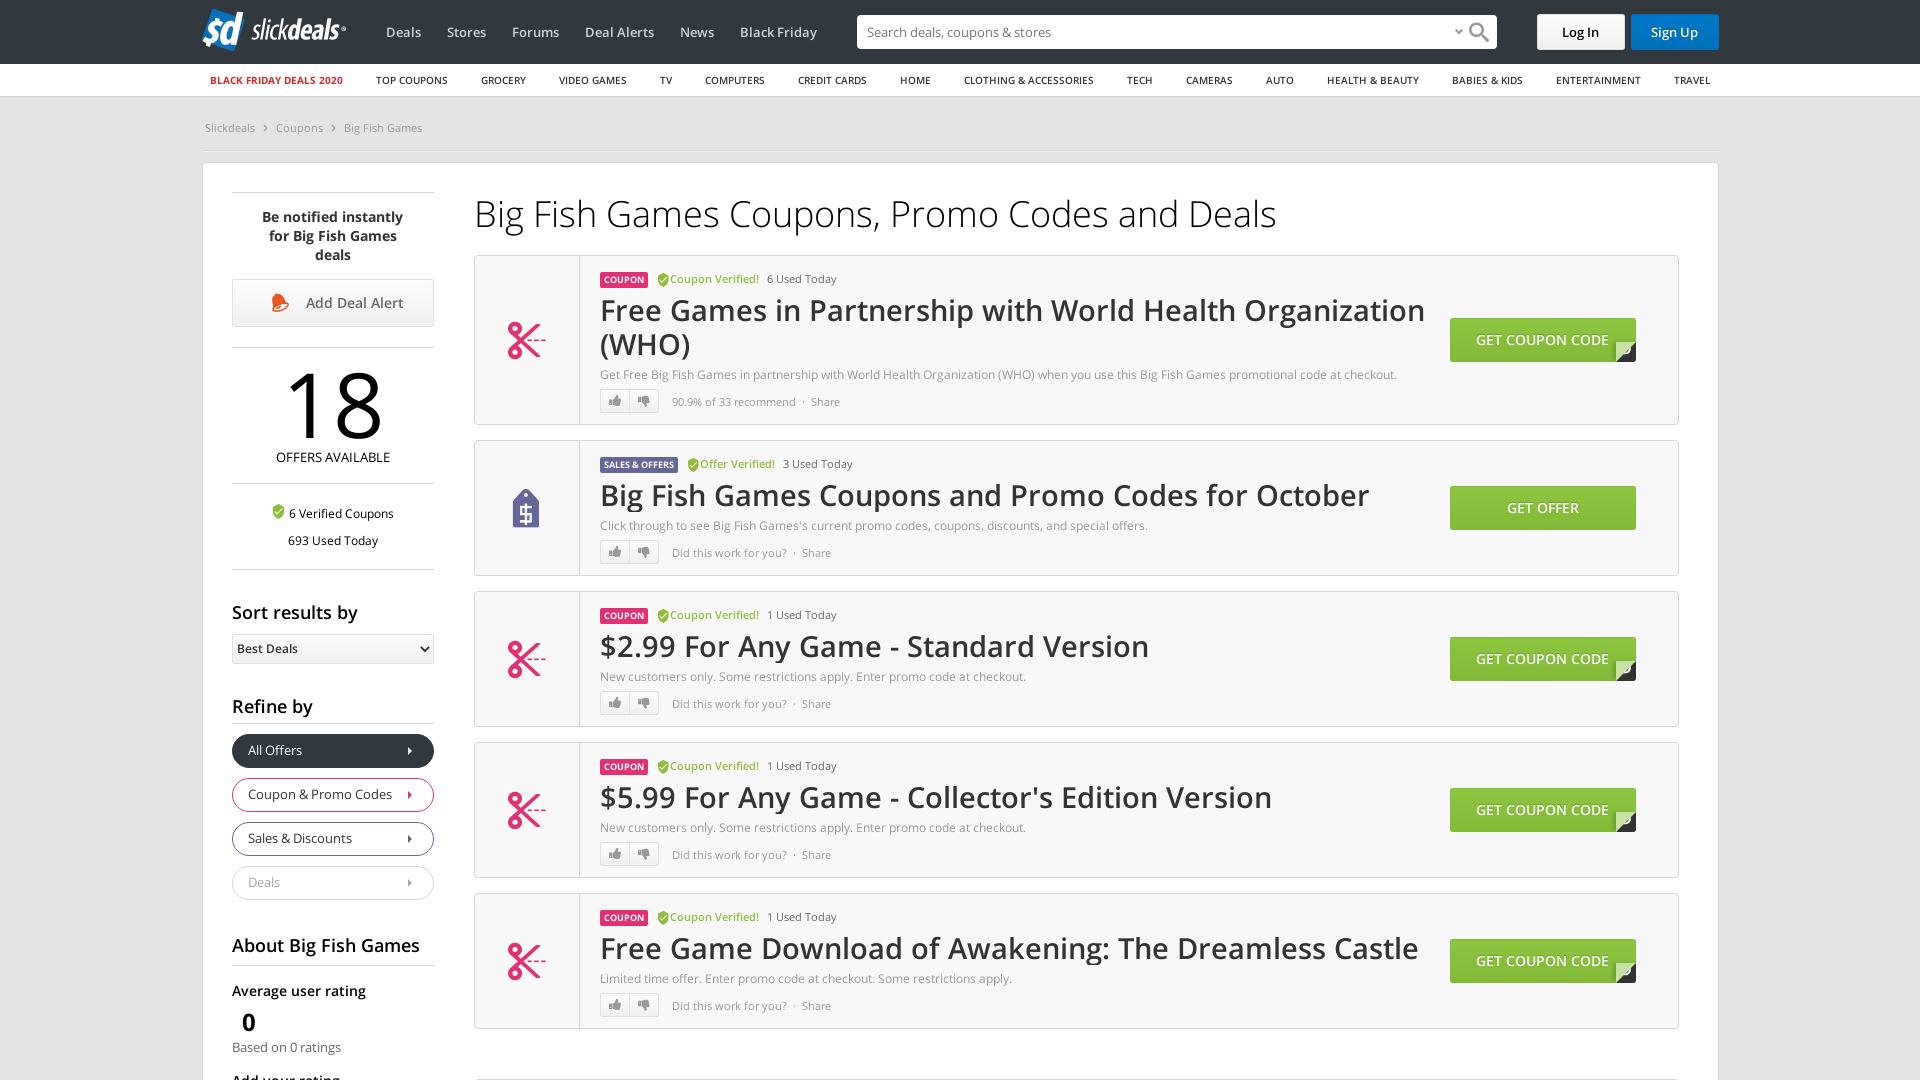 sd slickdeals
Deals
Stores
Forums
Deal Alerts
News
Black Friday
Search deals, coupons & stores
Log In
Sign Up
BLACK FRIDAY DEALS 2020
TOP COUPONS
GROCERY
VIDEO GAMES
TV
COMPUTERS
CREDIT CARDS
HOME
CLOTHING & ACCESSORIES
TECH
CAMERAS
AUTO
HEALTH & BEAUTY
BABIES & KIDS
ENTERTAINMENT
TRAVEL
Slickdeals > Coupons > Big Fish Games
Be notified instantly
for Big Fish Games
deals
Add Deal Alert
18
OFFERS AVAILABLE
6 Verified Coupons
693 Used Today
Sort results by
Best Deals
Refine by
All Offers
Coupon & Promo Codes
Sales & Discounts
Deals
About Big Fish Games
Average user rating
0
Based on 0 ratings
Add your rating
Big Fish Games Coupons, Promo Codes and Deals
COUPON Coupon Verified! 6 Used Today
Free Games in Partnership with World Health Organization
(WHO)
Get Free Big Fish Games in partnership with World Health Organization (WHO) when you use this Big Fish Games promotional code at checkout.
90.9% of 33 recommend · Share
GET COUPON CODE
SALES & OFFERS Offer Verified! 3 Used Today
Big Fish Games Coupons and Promo Codes for October
Click through to see Big Fish Games's current promo codes, coupons, discounts, and special offers.
Did this work for you? · Share
GET OFFER
COUPON Coupon Verified! 1 Used Today
$2.99 For Any Game - Standard Version
New customers only. Some restrictions apply. Enter promo code at checkout.
Did this work for you? · Share
GET COUPON CODE
COUPON Coupon Verified! 1 Used Today
$5.99 For Any Game - Collector's Edition Version
New customers only. Some restrictions apply. Enter promo code at checkout.
Did this work for you? · Share
GET COUPON CODE
COUPON Coupon Verified! 1 Used Today
Free Game Download of Awakening: The Dreamless Castle
Limited time offer. Enter promo code at checkout. Some restrictions apply.
Did this work for you? · Share
GET COUPON CODE